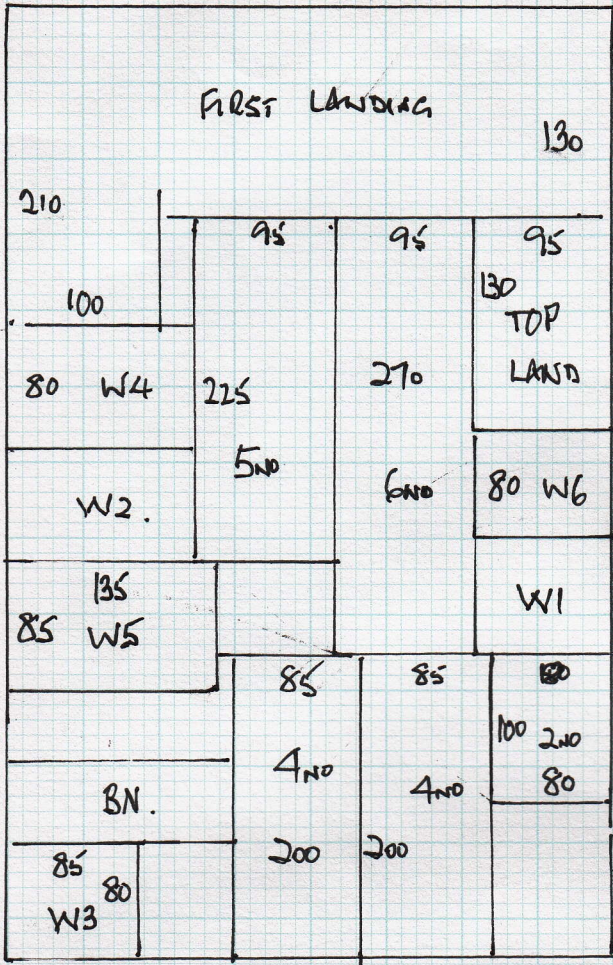 FIRST LANDING
130
210
95 95 95
130
100
TOP
LAND
80 W4 225 270
5NO
6NO 80 W6
W2.
135
85 W5
W1
85 85
100 2NO
4NO
80
BN.
4NO
200 200
85
80
W3